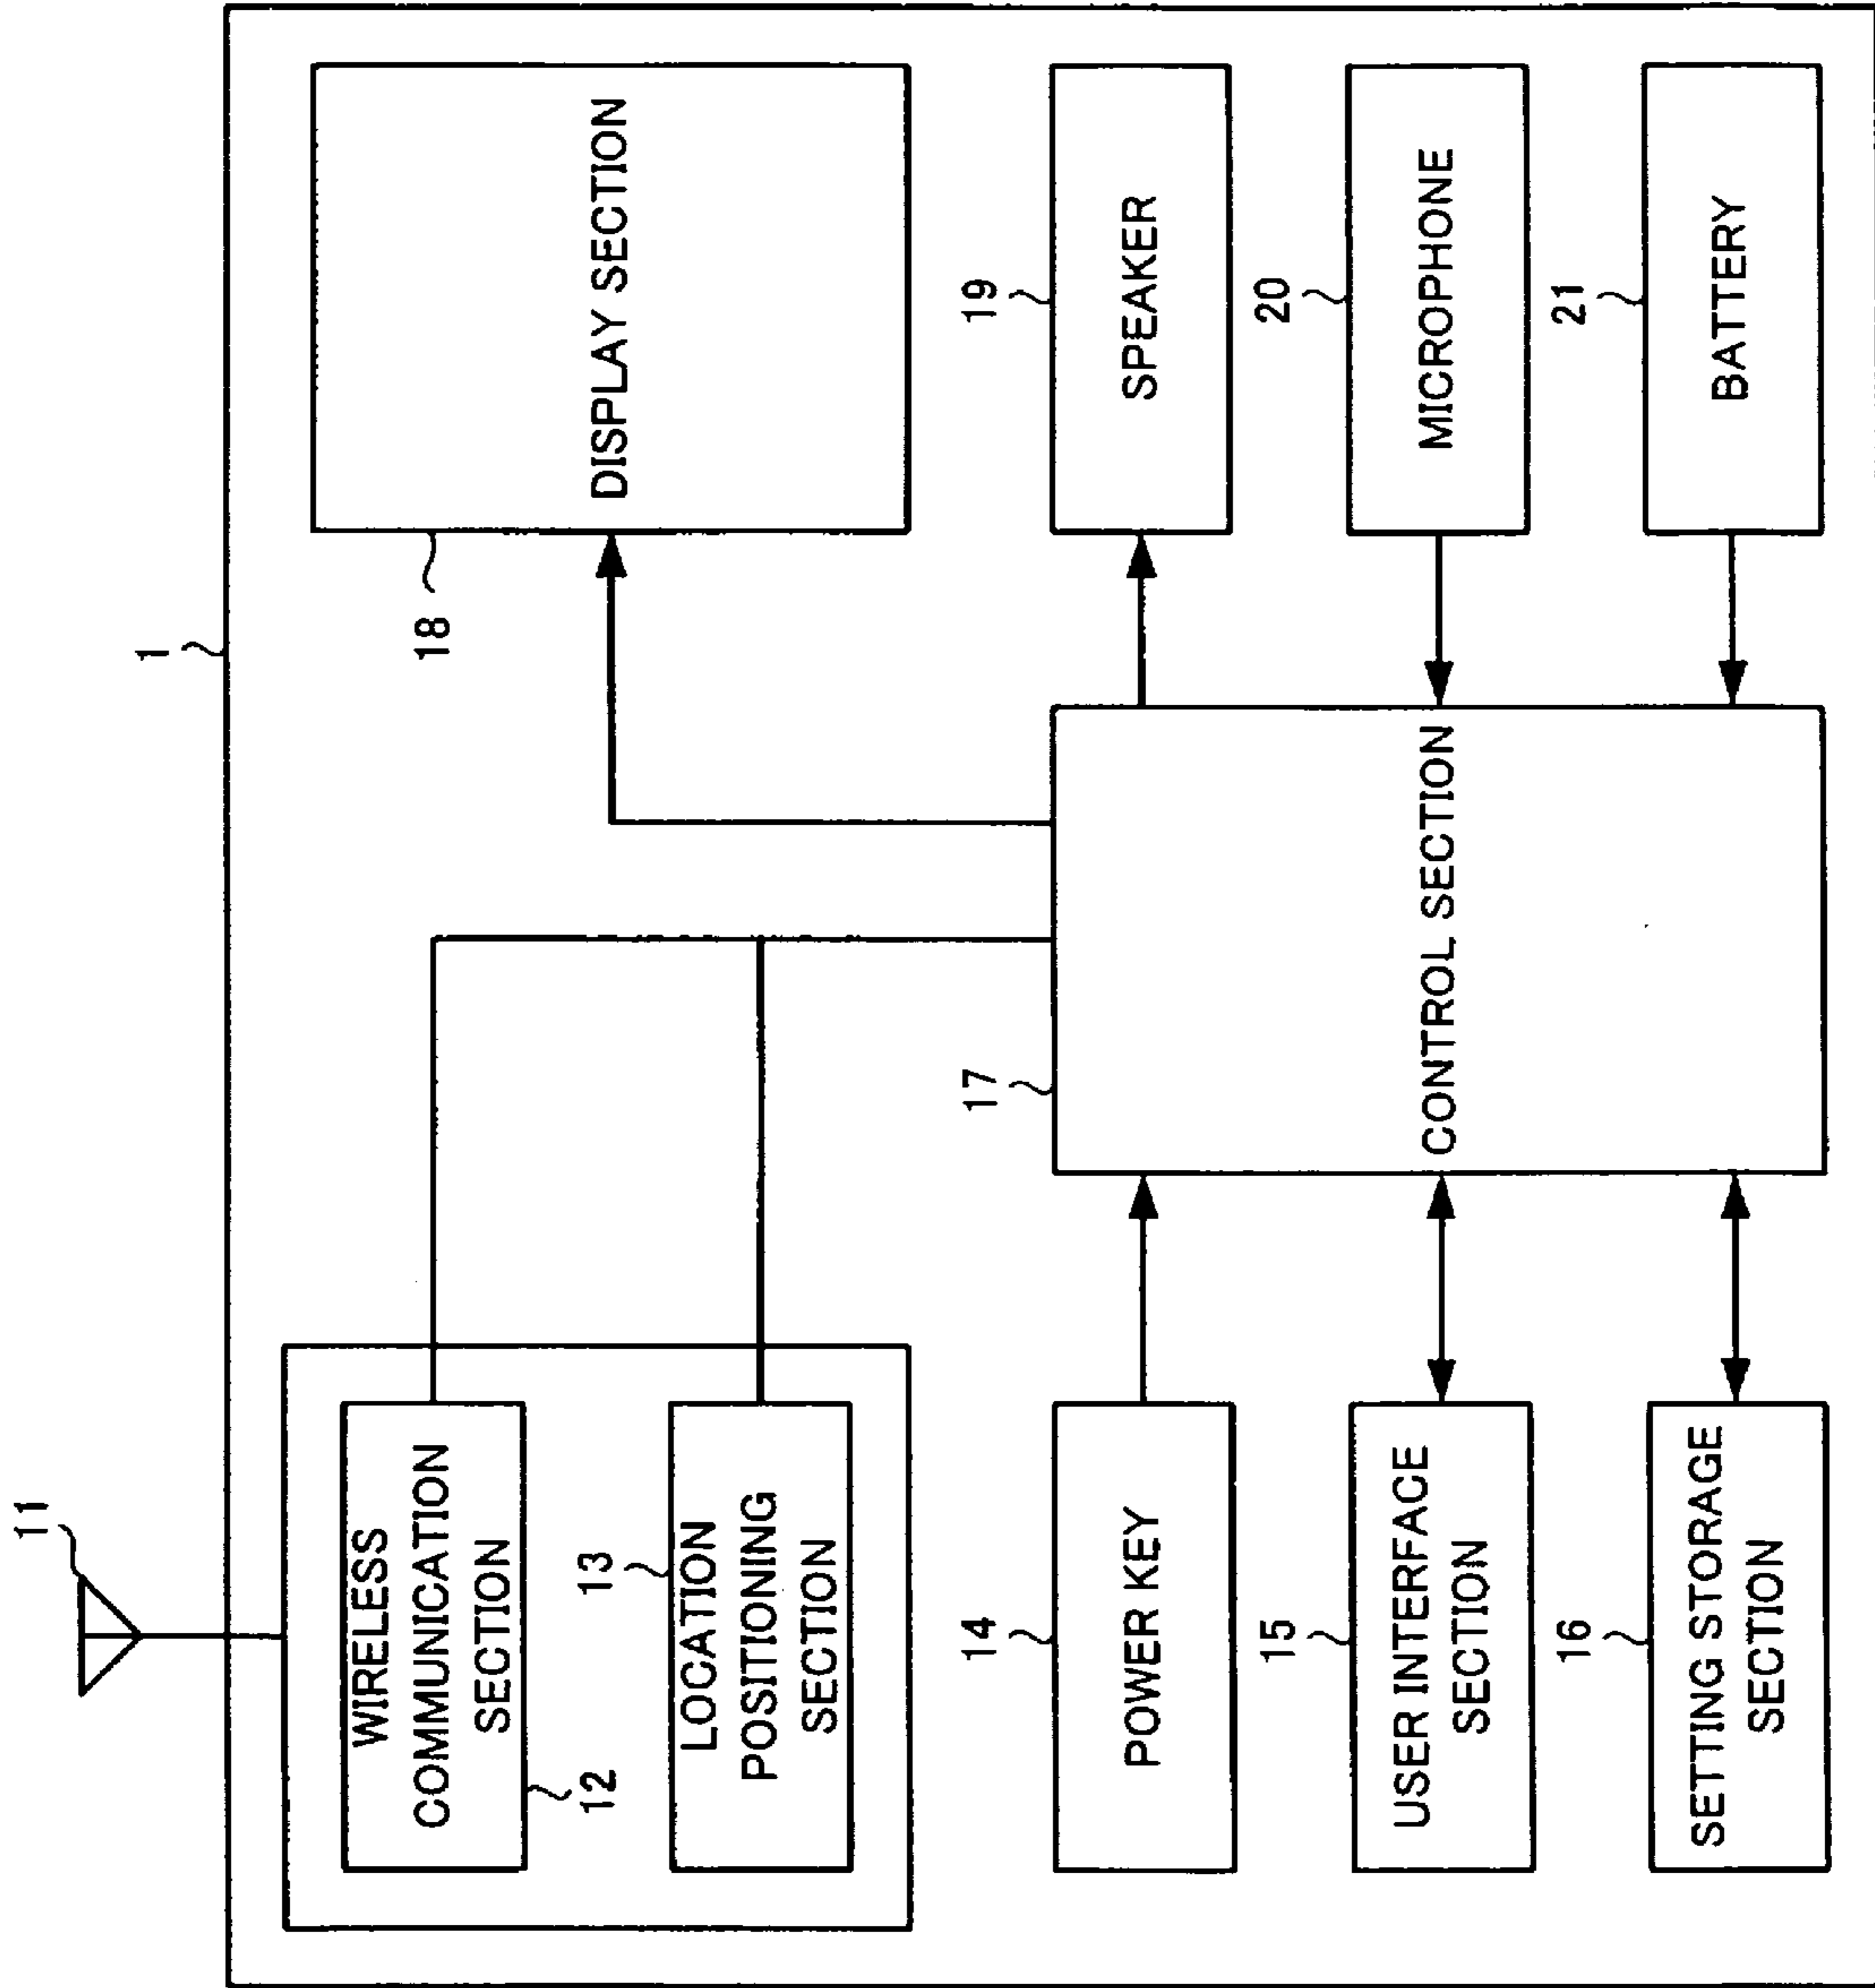 1
11
WIRELESS
COMMUNICATION
SECTION
12
13
LOCATION
POSITIONING
SECTION
18
DISPLAY SECTION
14
POWER KEY
15
USER INTERFACE
SECTION
16
SETTING STORAGE
SECTION
17
CONTROL SECTION
19
SPEAKER
20
MICROPHONE
21
BATTERY